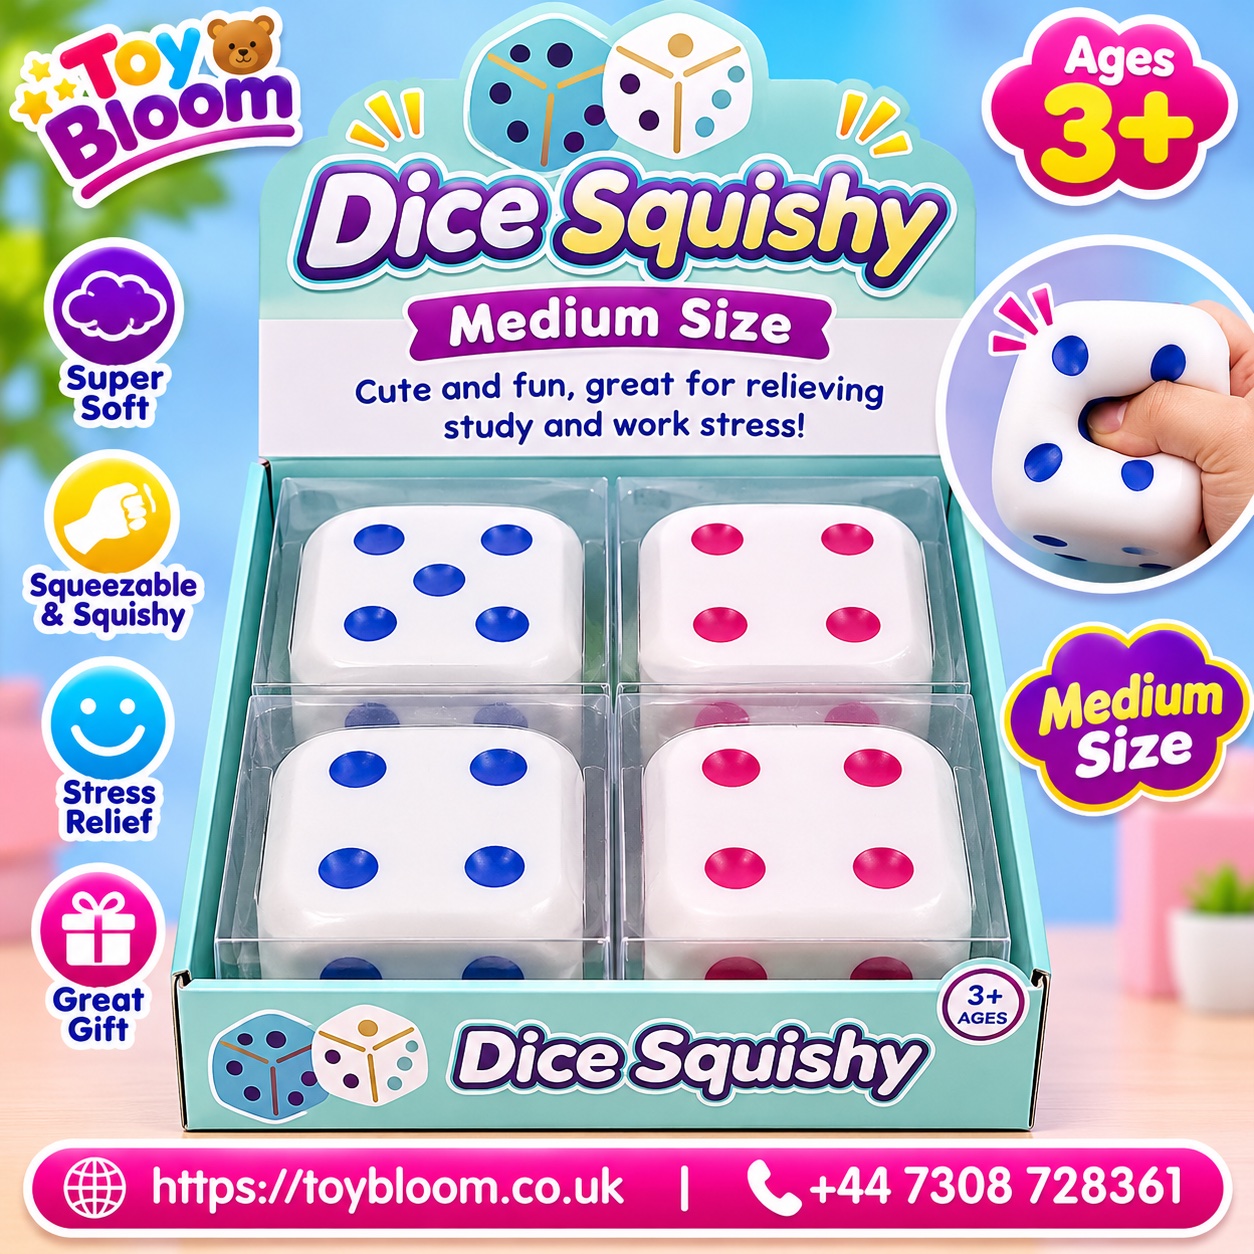 Toy
Bloom
Ages
3+
Dice Squishy
Medium Size
Cute and fun, great for relieving
study and work stress!
Super
Soft
Squeezable
& Squishy
Stress
Relief
Great
Gift
Medium
Size
3+
AGES
Dice Squishy
https://toybloom.co.uk | +44 7308 728361